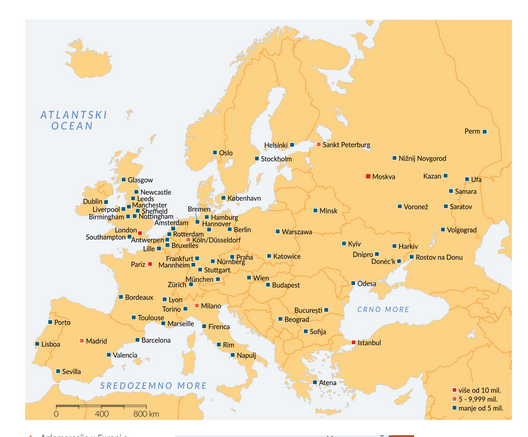 ATLANTSKI
OCEAN
Perm
Helsinki
Sankt Peterburg
Oslo
Stockholm
Nižnij Novgorod
Moskva
Kazan
Ufa
Glasgow
Samara
Newcastle
Dublin
Leeds
Manchester
Liverpool
Sheffield
Birmingham
Nottingham
København
Bremen
Hamburg
Minsk
Voronež
Saratov
Amsterdam
Hannover
London
Rotterdam
Berlin
Warszawa
Volgograd
Southampton
Antwerpen
Köln/Düsseldorf
Lille
Bruxelles
Kyiv
Harkiv
Dnipro
Doneck
Rostov na Donu
Pariz
Frankfurt
Mannheim
Praha
Nürnberg
Katowice
Stuttgart
München
Wien
Zürich
Budapest
Odesa
Bordeaux
Lyon
Milano
Torino
Bucureşti
CRNO MORE
Porto
Toulouse
Marseille
Firenca
Beograd
Sofija
Lisboa
Madrid
Barcelona
Rim
Istanbul
Valencia
Napulj
Sevilla
SREDOZEMNO MORE
Atena
0 400 800 km
više od 10 mil.
5 - 9,999 mil.
manje od 5 mil.